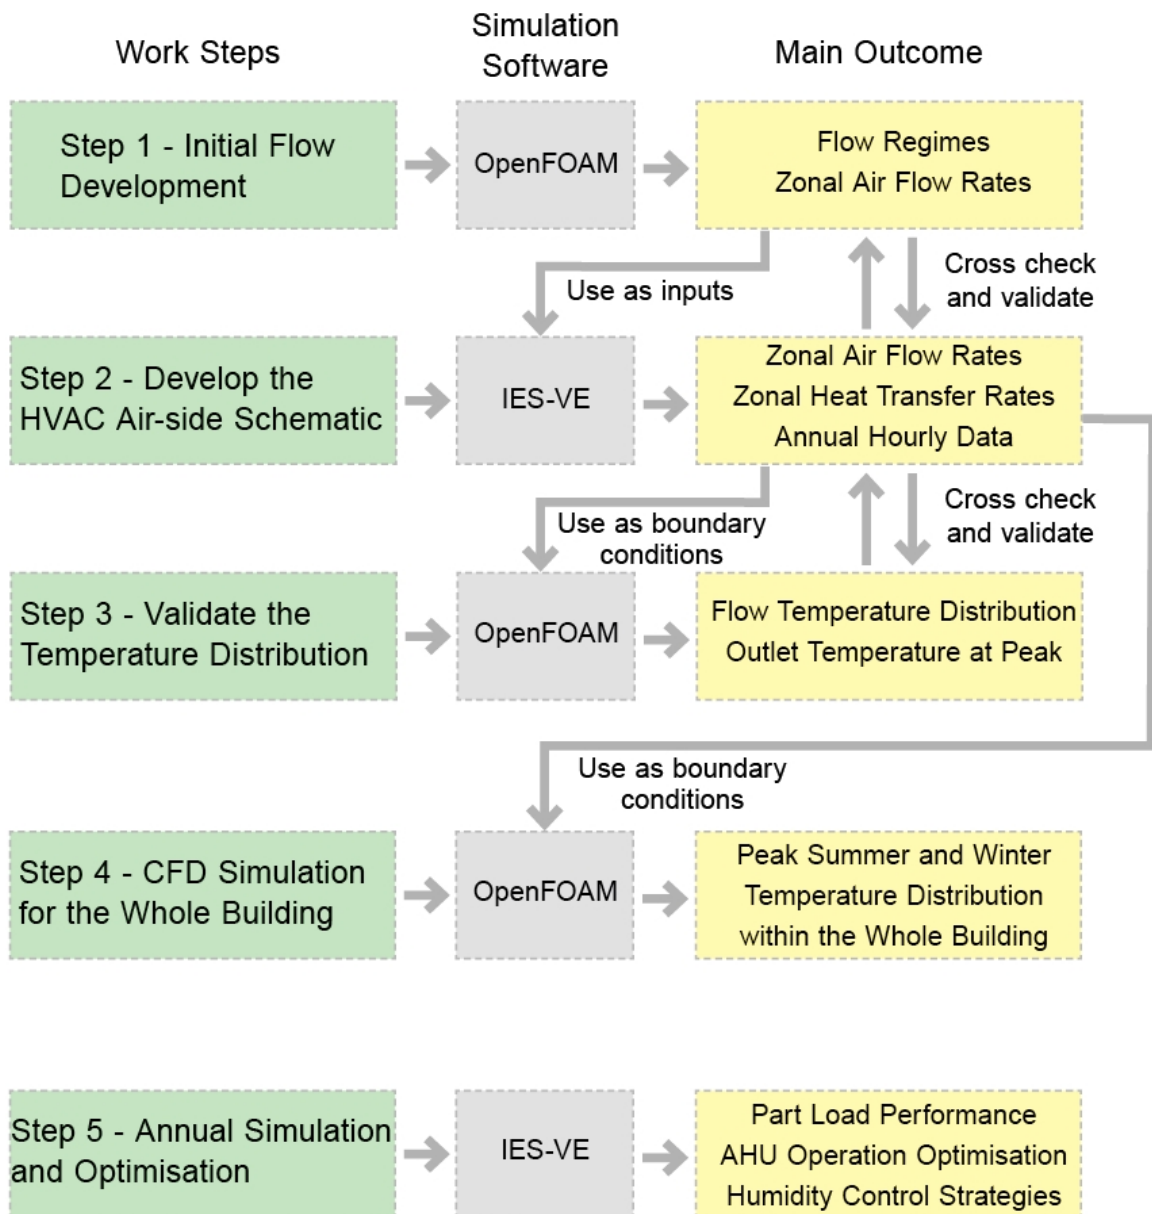 Work Steps
Simulation
Software
Main Outcome
Step 1 - Initial Flow
Development
OpenFOAM
Flow Regimes
Zonal Air Flow Rates
Use as inputs
Cross check
and validate
Step 2 - Develop the
HVAC Air-side Schematic
IES-VE
Zonal Air Flow Rates
Zonal Heat Transfer Rates
Annual Hourly Data
Use as boundary
conditions
Cross check
and validate
Step 3 - Validate the
Temperature Distribution
OpenFOAM
Flow Temperature Distribution
Outlet Temperature at Peak
Use as boundary
conditions
Step 4 - CFD Simulation
for the Whole Building
OpenFOAM
Peak Summer and Winter
Temperature Distribution
within the Whole Building
Step 5 - Annual Simulation
and Optimisation
IES-VE
Part Load Performance
AHU Operation Optimisation
Humidity Control Strategies